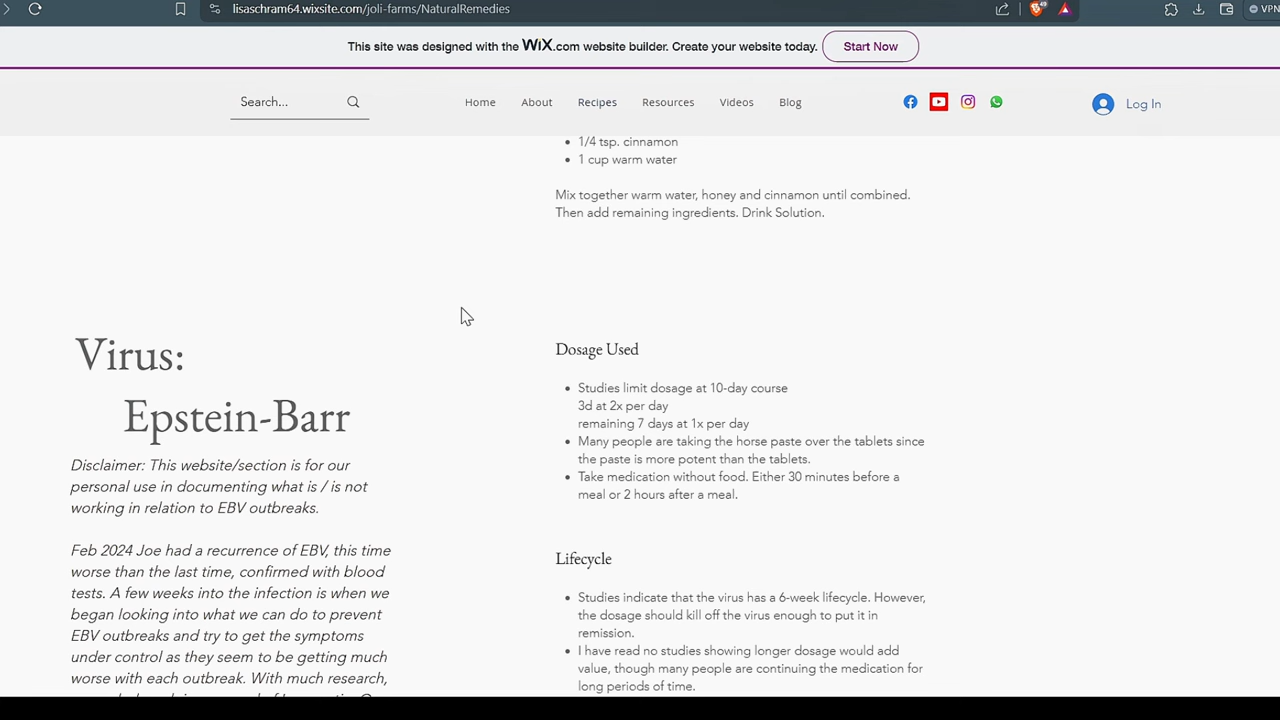 lisaschram64.wixsite.com/joli-farms/NaturalRemedies
VPN
This site was designed with the WiX.com website builder. Create your website today.
Start Now
Search...
Home
About
Recipes
Resources
Videos
Blog
Log In
1/4 tsp. cinnamon
1 cup warm water
Mix together warm water, honey and cinnamon until combined.
Then add remaining ingredients. Drink Solution.
Virus:
Epstein-Barr
Disclaimer: This website/section is for our
personal use in documenting what is / is not
working in relation to EBV outbreaks.
Feb 2024 Joe had a recurrence of EBV, this time
worse than the last time, confirmed with blood
tests. A few weeks into the infection is when we
began looking into what we can do to prevent
EBV outbreaks and try to get the symptoms
under control as they seem to be getting much
worse with each outbreak. With much research,
Dosage Used
Studies limit dosage at 10-day course
3d at 2x per day
remaining 7 days at 1x per day
Many people are taking the horse paste over the tablets since
the paste is more potent than the tablets.
Take medication without food. Either 30 minutes before a
meal or 2 hours after a meal.
Lifecycle
Studies indicate that the virus has a 6-week lifecycle. However,
the dosage should kill off the virus enough to put it in
remission.
I have read no studies showing longer dosage would add
value, though many people are continuing the medication for
long periods of time.